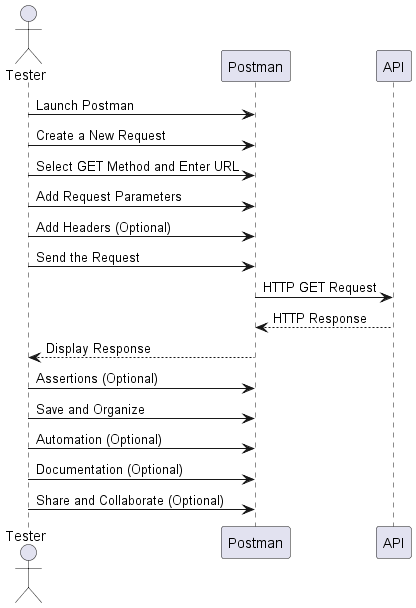 Tester
Postman
API
Launch Postman
Create a New Request
Select GET Method and Enter URL
Add Request Parameters
Add Headers (Optional)
Send the Request
HTTP GET Request
HTTP Response
Display Response
Assertions (Optional)
Save and Organize
Automation (Optional)
Documentation (Optional)
Share and Collaborate (Optional)
Tester
Postman
API